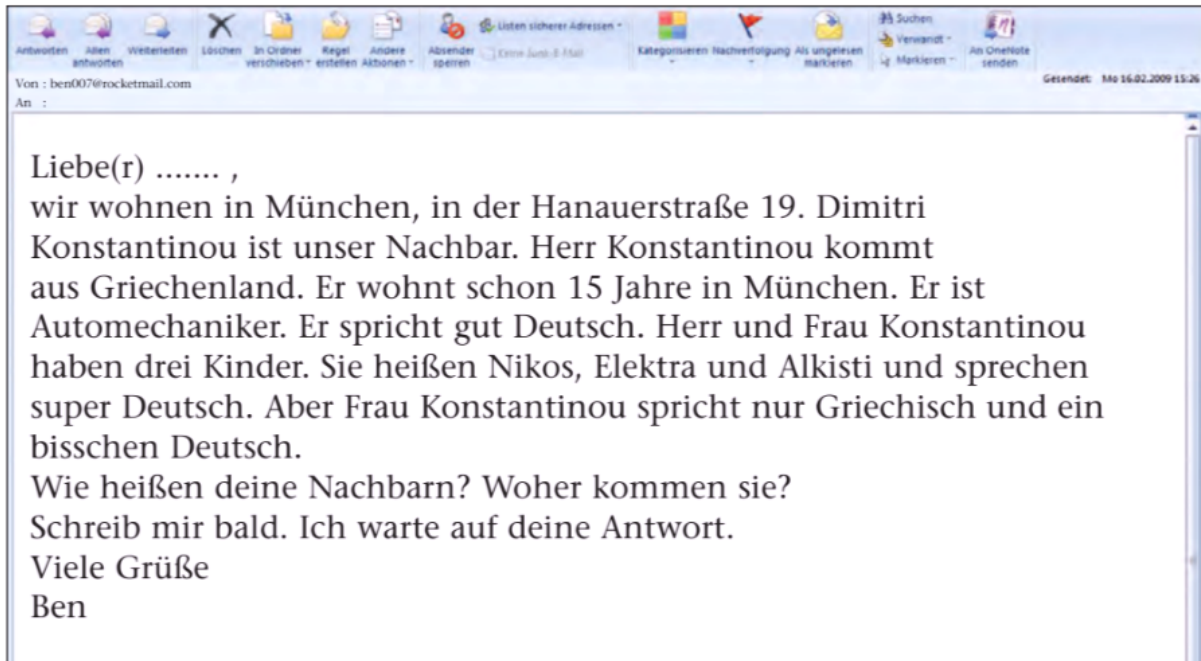 Antworten Allen antworten Weiterleiten Löschen In Ordner verschieben Regel erstellen Andere Aktionen Absender sperren Listen sicherer Adressen Keine Junk-E-Mail Kategorisieren Nachverfolgung Als ungelesen markieren Suchen Verwandt Markieren An OneNote senden
Von : ben007@rocketmail.com
Gesendet: Mo 16.02.2009 15:26
An :
Liebe(r) ....... ,
wir wohnen in München, in der Hanauerstraße 19. Dimitri
Konstantinou ist unser Nachbar. Herr Konstantinou kommt
aus Griechenland. Er wohnt schon 15 Jahre in München. Er ist
Automechaniker. Er spricht gut Deutsch. Herr und Frau Konstantinou
haben drei Kinder. Sie heißen Nikos, Elektra und Alkisti und sprechen
super Deutsch. Aber Frau Konstantinou spricht nur Griechisch und ein
bisschen Deutsch.
Wie heißen deine Nachbarn? Woher kommen sie?
Schreib mir bald. Ich warte auf deine Antwort.
Viele Grüße
Ben